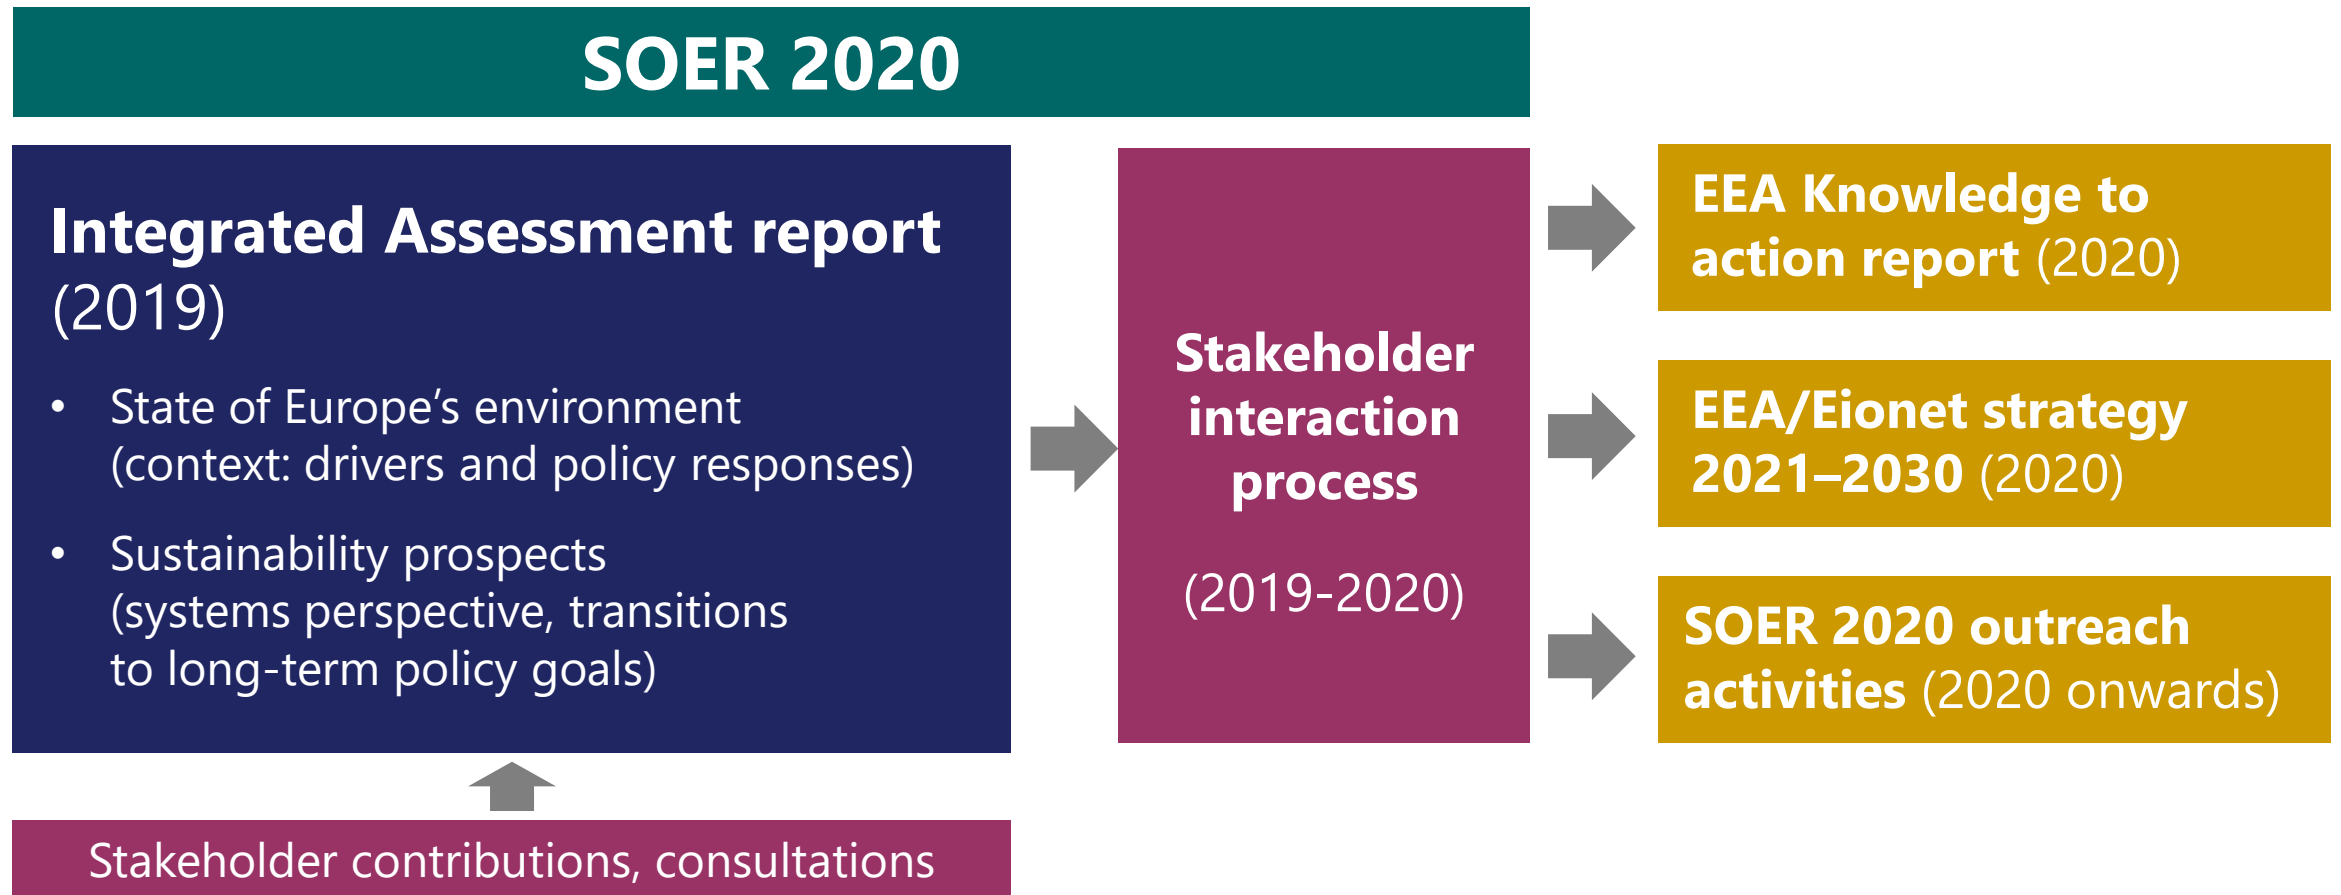 SOER 2020
Integrated Assessment report
(2019)
• State of Europe’s environment
(context: drivers and policy responses)
• Sustainability prospects
(systems perspective, transitions
to long-term policy goals)
Stakeholder contributions, consultations
Stakeholder
interaction
process
(2019-2020)
EEA Knowledge to
action report (2020)
EEA/Eionet strategy
2021–2030 (2020)
SOER 2020 outreach
activities (2020 onwards)